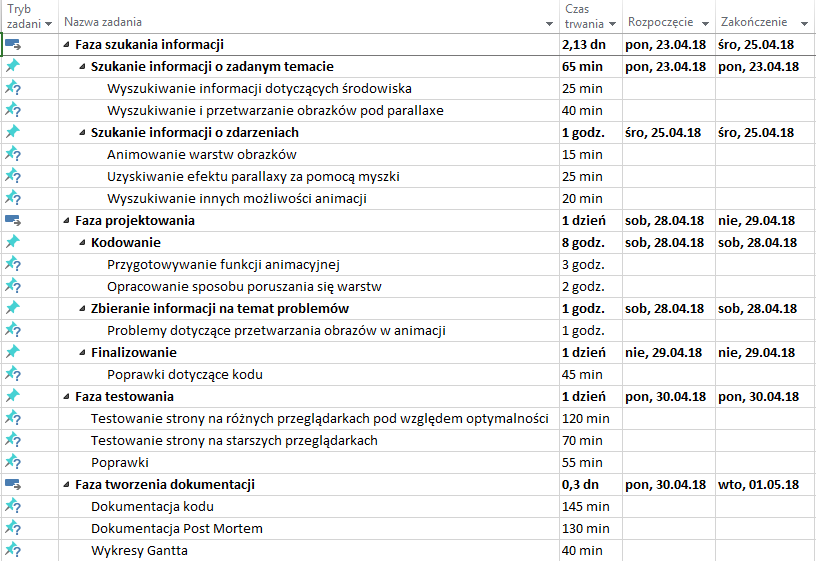 Tryb zadani Nazwa zadania Czas trwania Rozpoczęcie Zakończenie
Faza szukania informacji 2,13 dn pon, 23.04.18 śro, 25.04.18
Szukanie informacji o zadanym temacie 65 min pon, 23.04.18 pon, 23.04.18
Wyszukiwanie informacji dotyczących środowiska 25 min
Wyszukiwanie i przetwarzanie obrazków pod parallaxe 40 min
Szukanie informacji o zdarzeniach 1 godz. śro, 25.04.18 śro, 25.04.18
Animowanie warstw obrazków 15 min
Uzyskiwanie efektu parallaxy za pomocą myszki 25 min
Wyszukiwanie innych możliwości animacji 20 min
Faza projektowania 1 dzień sob, 28.04.18 nie, 29.04.18
Kodowanie 8 godz. sob, 28.04.18 sob, 28.04.18
Przygotowywanie funkcji animacyjnej 3 godz.
Opracowanie sposobu poruszania się warstw 2 godz.
Zbieranie informacji na temat problemów 1 godz. sob, 28.04.18 sob, 28.04.18
Problemy dotyczące przetwarzania obrazów w animacji 1 godz.
Finalizowanie 1 dzień nie, 29.04.18 nie, 29.04.18
Poprawki dotyczące kodu 45 min
Faza testowania 1 dzień pon, 30.04.18 pon, 30.04.18
Testowanie strony na różnych przeglądarkach pod względem optymalności 120 min
Testowanie strony na starszych przeglądarkach 70 min
Poprawki 55 min
Faza tworzenia dokumentacji 0,3 dn pon, 30.04.18 wto, 01.05.18
Dokumentacja kodu 145 min
Dokumentacja Post Mortem 130 min
Wykresy Gantta 40 min